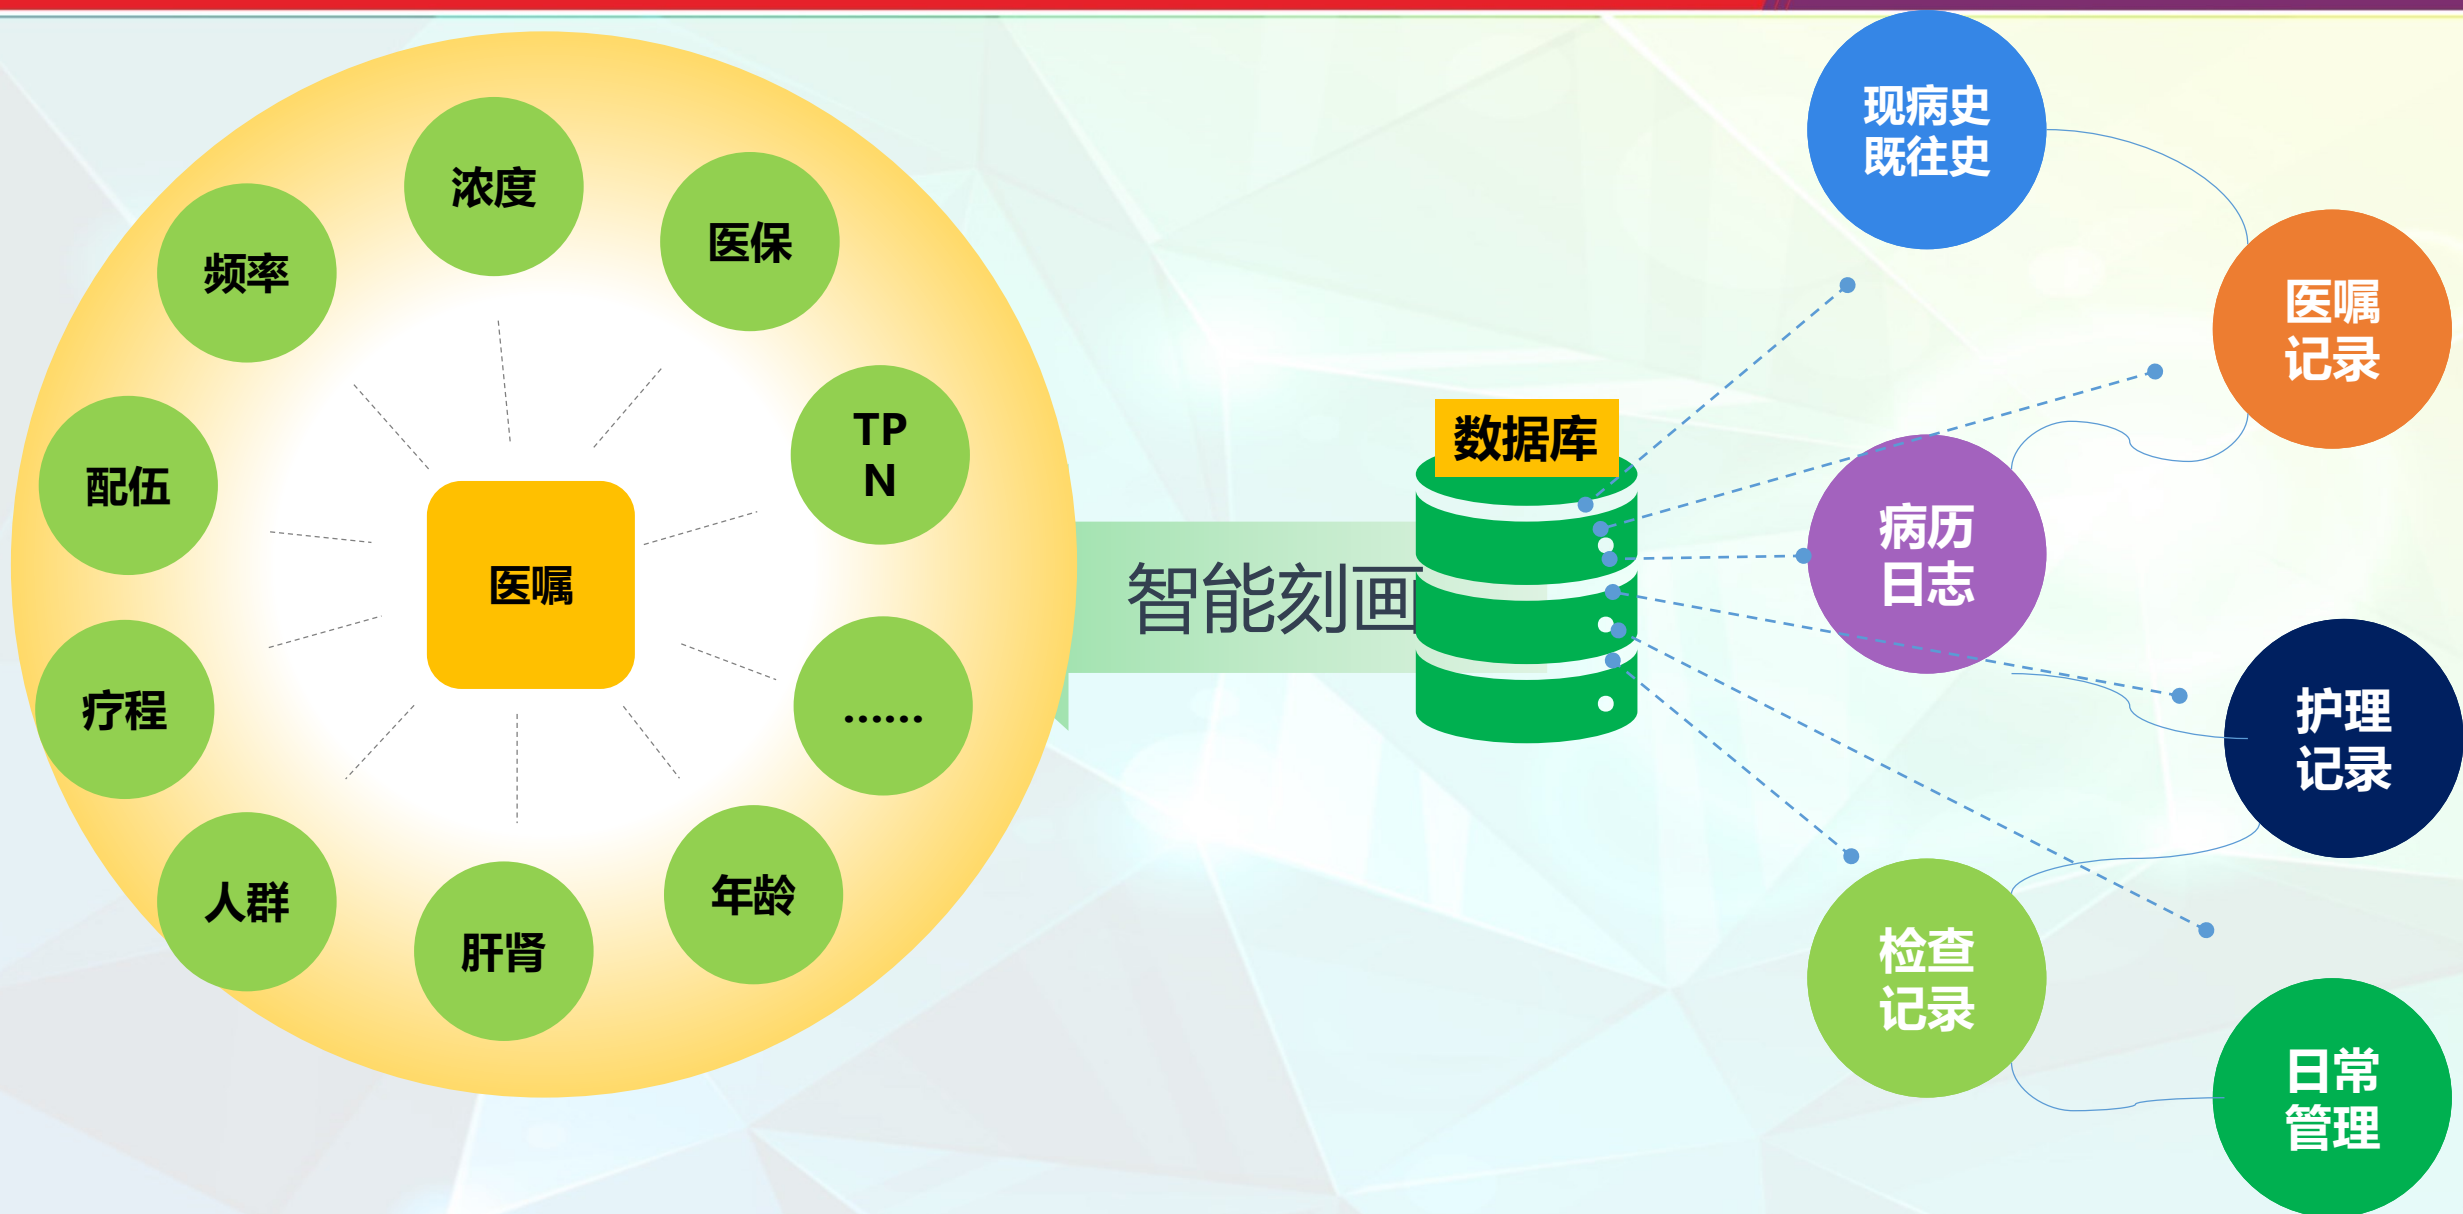 浓度
医保
频率
TP
N
配伍
医嘱
疗程
……
人群
肝肾
年龄
智能刻画
数据库
现病史
既往史
医嘱
记录
病历
日志
护理
记录
检查
记录
日常
管理